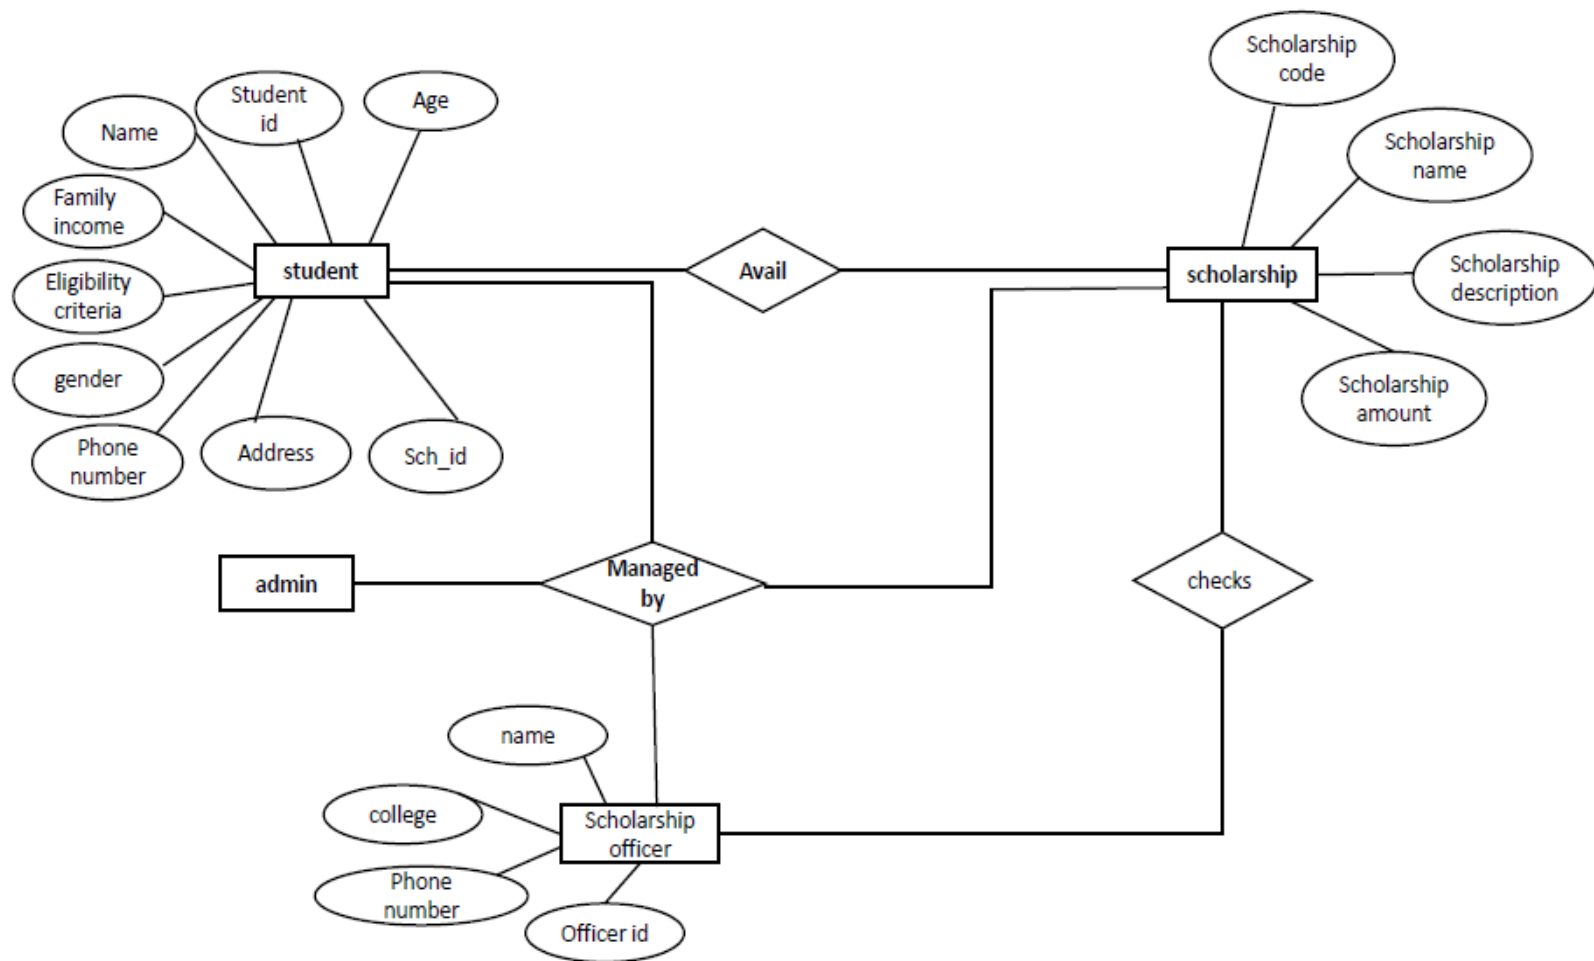 Scholarship
code
Student
id
Age
Name
Scholarship
name
Family
income
student
Avail
scholarship
Scholarship
description
Eligibility
criteria
gender
Scholarship
amount
Phone
number
Address
Sch_id
admin
Managed
by
checks
name
college
Scholarship
officer
Phone
number
Officer id